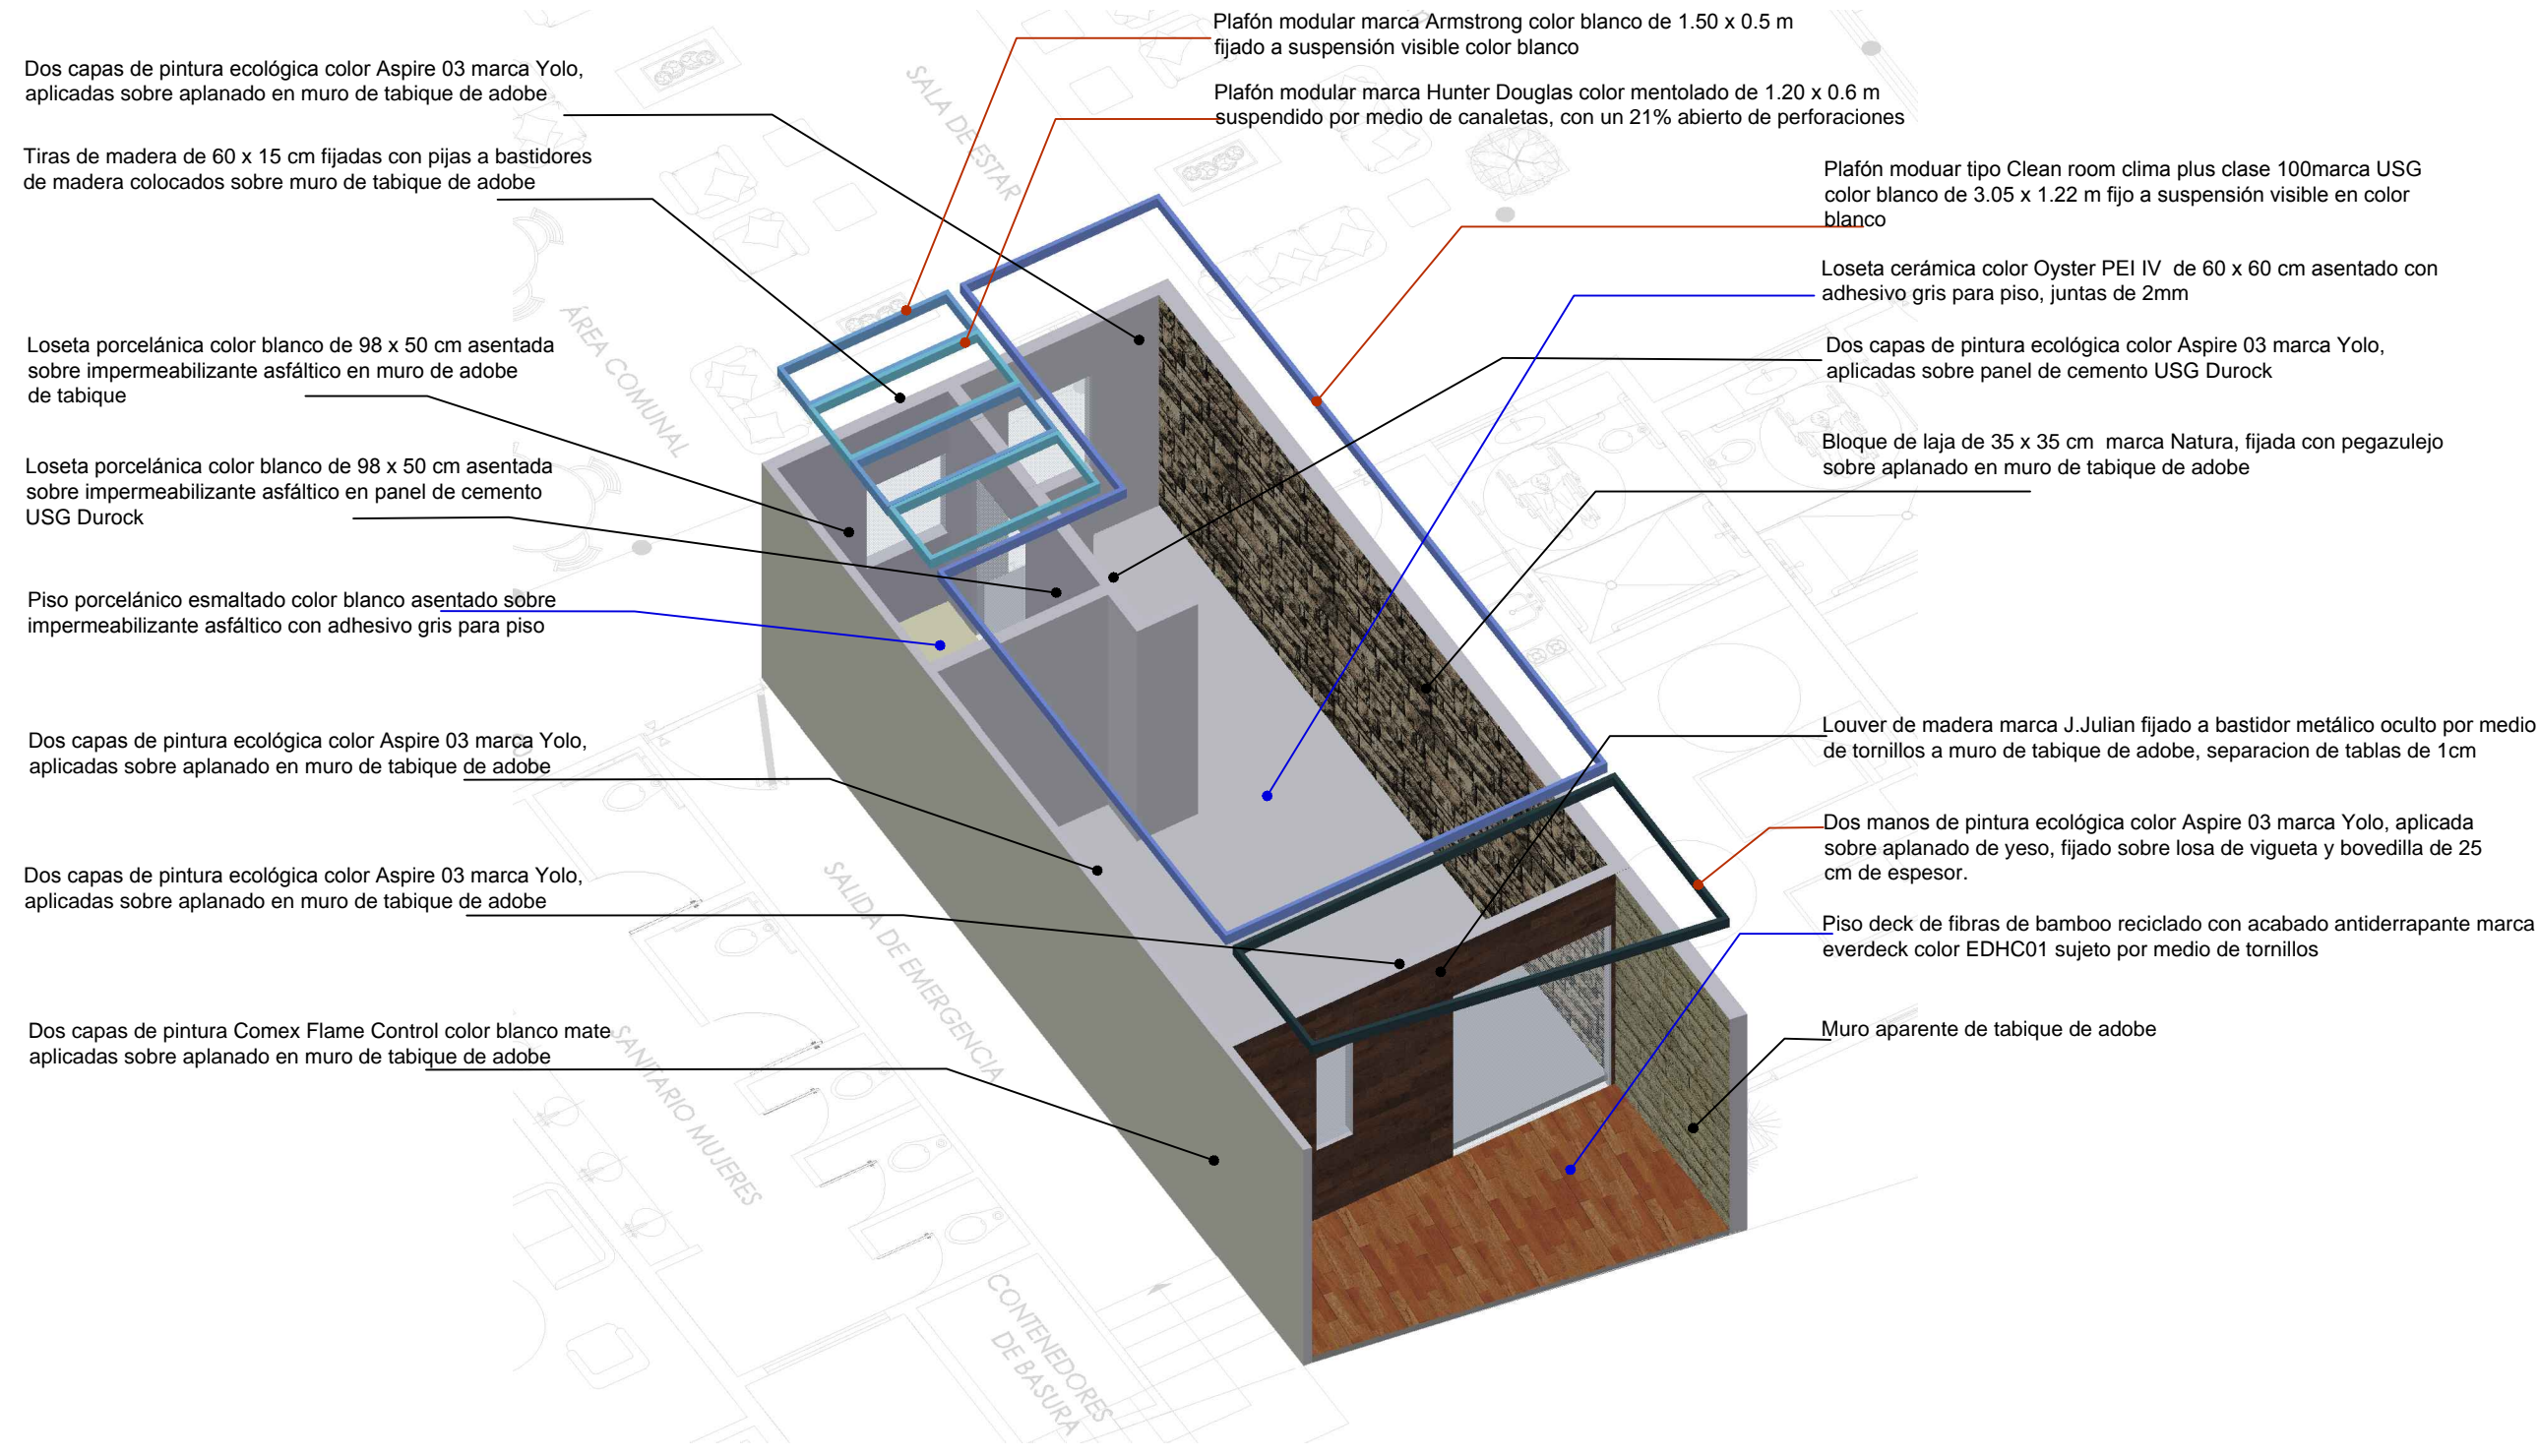 Plafón modular marca Armstrong color blanco de 1.50 x 0.5 m
fijado a suspensión visible color blanco
Dos capas de pintura ecológica color Aspire 03 marca Yolo,
aplicadas sobre aplanado en muro de tabique de adobe
Plafón modular marca Hunter Douglas color mentolado de 1.20 x 0.6 m
suspendido por medio de canaletas, con un 21% abierto de perforaciones
Tiras de madera de 60 x 15 cm fijadas con pijas a bastidores
de madera colocados sobre muro de tabique de adobe
Plafón moduar tipo Clean room clima plus clase 100marca USG
color blanco de 3.05 x 1.22 m fijo a suspensión visible en color
blanco
Loseta cerámica color Oyster PEI IV de 60 x 60 cm asentado con
adhesivo gris para piso, juntas de 2mm
Loseta porcelánica color blanco de 98 x 50 cm asentada
sobre impermeabilizante asfáltico en muro de adobe
de tabique
Dos capas de pintura ecológica color Aspire 03 marca Yolo,
aplicadas sobre panel de cemento USG Durock
Loseta porcelánica color blanco de 98 x 50 cm asentada
sobre impermeabilizante asfáltico en panel de cemento
USG Durock
Bloque de laja de 35 x 35 cm marca Natura, fijada con pegazulejo
sobre aplanado en muro de tabique de adobe
Piso porcelánico esmaltado color blanco asentado sobre
impermeabilizante asfáltico con adhesivo gris para piso
Dos capas de pintura ecológica color Aspire 03 marca Yolo,
aplicadas sobre aplanado en muro de tabique de adobe
Louver de madera marca J.Julian fijado a bastidor metálico oculto por medio
de tornillos a muro de tabique de adobe, separacion de tablas de 1cm
Dos manos de pintura ecológica color Aspire 03 marca Yolo, aplicada
sobre aplanado de yeso, fijado sobre losa de vigueta y bovedilla de 25
cm de espesor.
Dos capas de pintura ecológica color Aspire 03 marca Yolo,
aplicadas sobre aplanado en muro de tabique de adobe
Piso deck de fibras de bamboo reciclado con acabado antiderrapante marca
everdeck color EDHC01 sujeto por medio de tornillos
Dos capas de pintura Comex Flame Control color blanco mate
aplicadas sobre aplanado en muro de tabique de adobe
Muro aparente de tabique de adobe
SALA DE ESTAR
ÁREA COMUNAL
SALIDA DE EMERGENCIA
SANITARIO MUJERES
CONTENEDORES
DE BASURA